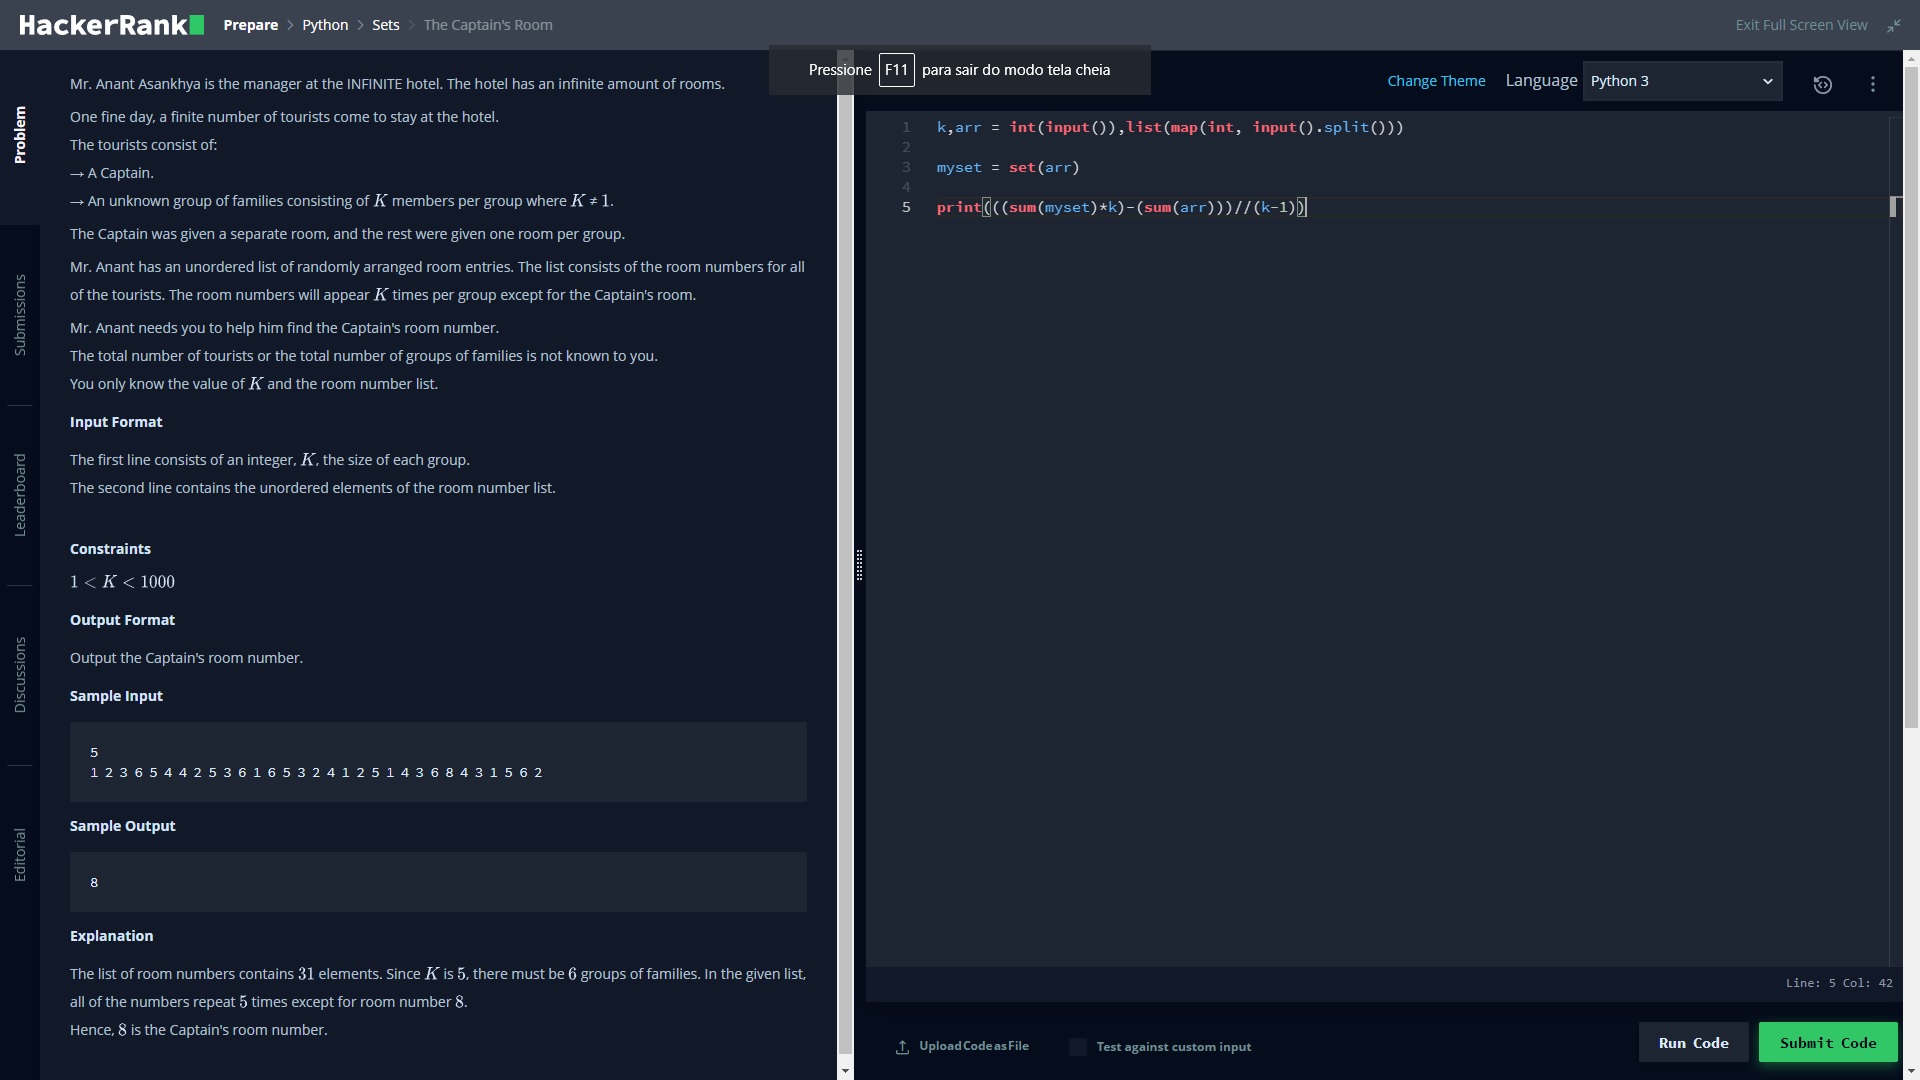 HackerRank Prepare > Python > Sets > The Captain's Room Exit Full Screen View
Pressione F11 para sair do modo tela cheia
Problem
Submissions
Leaderboard
Discussions
Editorial
Mr. Anant Asankhya is the manager at the INFINITE hotel. The hotel has an infinite amount of rooms.
One fine day, a finite number of tourists come to stay at the hotel.
The tourists consist of:
→ A Captain.
→ An unknown group of families consisting of K members per group where K ≠ 1.
The Captain was given a separate room, and the rest were given one room per group.
Mr. Anant has an unordered list of randomly arranged room entries. The list consists of the room numbers for all
of the tourists. The room numbers will appear K times per group except for the Captain's room.
Mr. Anant needs you to help him find the Captain's room number.
The total number of tourists or the total number of groups of families is not known to you.
You only know the value of K and the room number list.
Input Format
The first line consists of an integer, K, the size of each group.
The second line contains the unordered elements of the room number list.
Constraints
1 < K < 1000
Output Format
Output the Captain's room number.
Sample Input
5
1 2 3 6 5 4 4 2 5 3 6 1 6 5 3 2 4 1 2 5 1 4 3 6 8 4 3 1 5 6 2
Sample Output
8
Explanation
The list of room numbers contains 31 elements. Since K is 5, there must be 6 groups of families. In the given list,
all of the numbers repeat 5 times except for room number 8.
Hence, 8 is the Captain's room number.
Change Theme Language Python 3
1 k,arr = int(input()),list(map(int, input().split()))
2
3 myset = set(arr)
4
5 print(((sum(myset)*k)-(sum(arr)))//(k-1))
Line: 5 Col: 42
Upload Code as File Test against custom input Run Code Submit Code